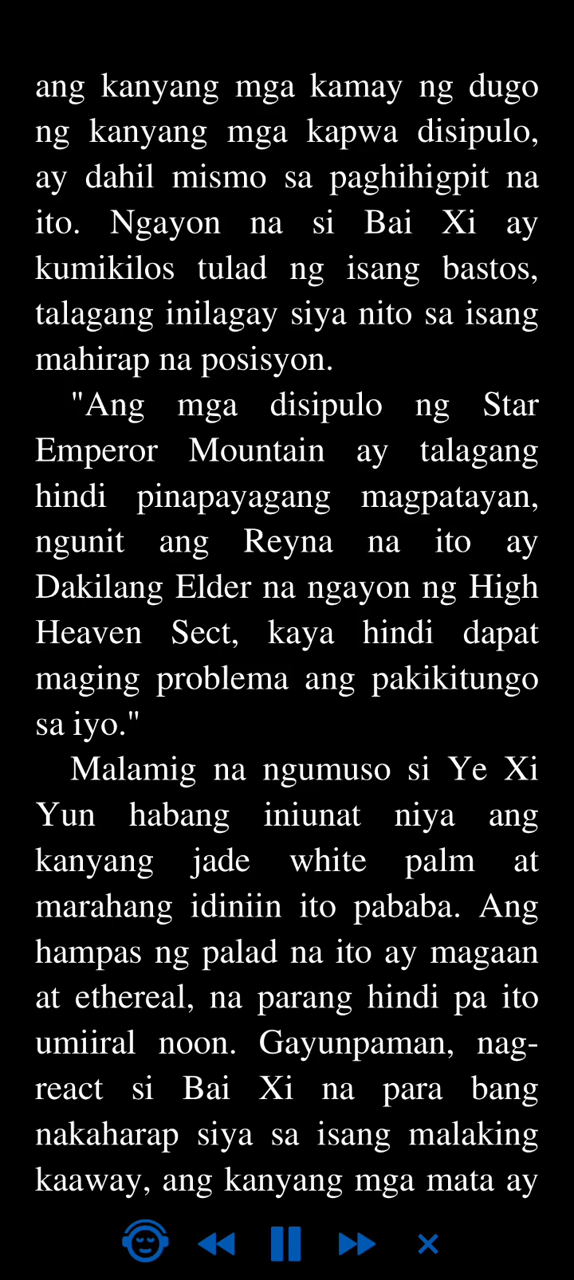 ang kanyang mga kamay ng dugo
ng kanyang mga kapwa disipulo,
ay dahil mismo sa paghihigpit na
ito. Ngayon na si Bai Xi ay
kumikilos tulad ng isang bastos,
talagang inilagay siya nito sa isang
mahirap na posisyon.
"Ang mga disipulo ng Star
Emperor Mountain ay talagang
hindi pinapayagang magpatayan,
ngunit ang Reyna na ito ay
Dakilang Elder na ngayon ng High
Heaven Sect, kaya hindi dapat
maging problema ang pakikitungo
sa iyo."
Malamig na ngumuso si Ye Xi
Yun habang iniunat niya ang
kanyang jade white palm at
marahang idiniin ito pababa. Ang
hampas ng palad na ito ay magaan
at ethereal, na parang hindi pa ito
umiiral noon. Gayunpaman, nag-
react si Bai Xi na para bang
nakaharap siya sa isang malaking
kaaway, ang kanyang mga mata ay